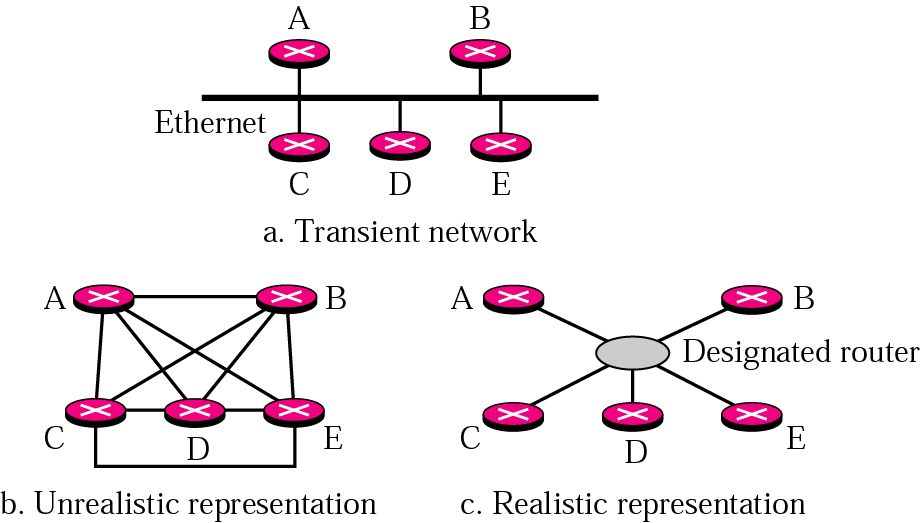 A
B
Ethernet
C
D
E
a. Transient network
A
B
C
D
E
b. Unrealistic representation
A
B
Designated router
C
D
E
c. Realistic representation